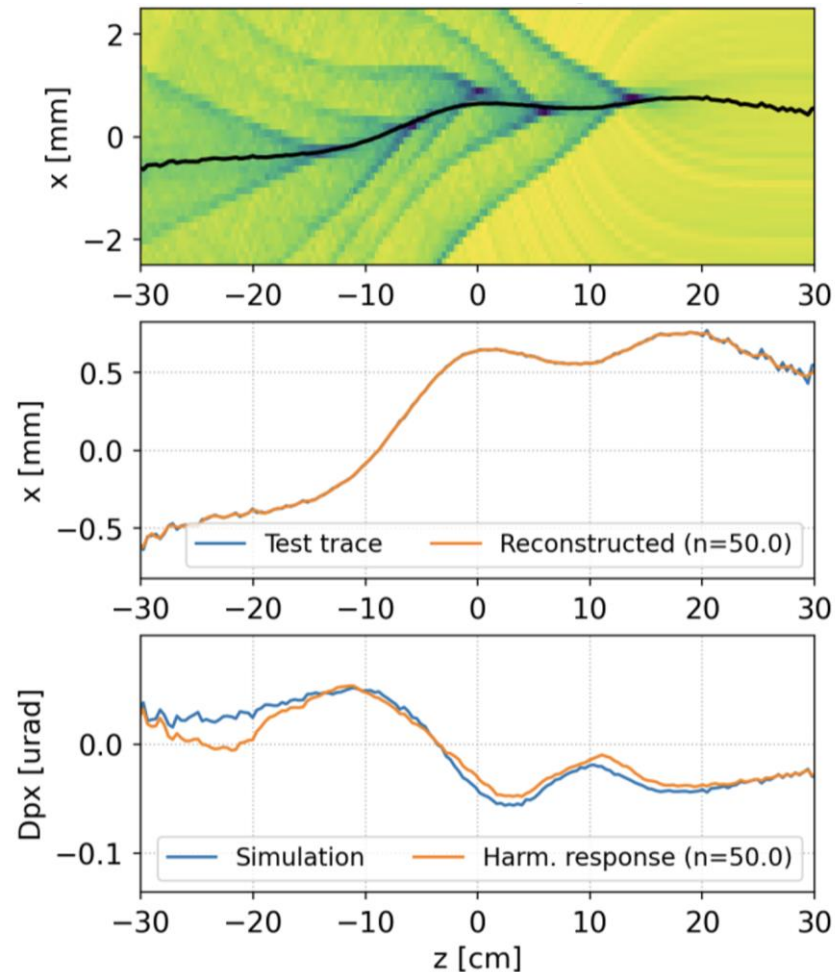 2
0
−2
x [mm]
−30 −20 −10 0 10 20 30
0.5
0.0
−0.5
x [mm]
Test trace Reconstructed (n=50.0)
−30 −20 −10 0 10 20 30
0.0
−0.1
Dpx [urad]
Simulation Harm. response (n=50.0)
−30 −20 −10 0 10 20 30
z [cm]